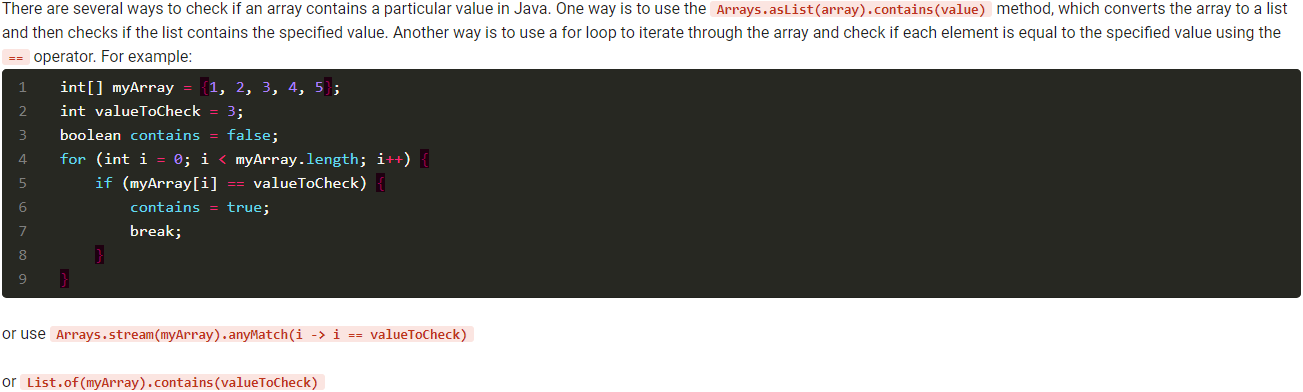 There are several ways to check if an array contains a particular value in Java. One way is to use the Arrays.asList(array).contains(value) method, which converts the array to a list
and then checks if the list contains the specified value. Another way is to use a for loop to iterate through the array and check if each element is equal to the specified value using the
== operator. For example:
1 int[] myArray = {1, 2, 3, 4, 5};
2 int valueToCheck = 3;
3 boolean contains = false;
4 for (int i = 0; i < myArray.length; i++) {
5 if (myArray[i] == valueToCheck) {
6 contains = true;
7 break;
8 }
9 }
or use Arrays.stream(myArray).anyMatch(i -> i == valueToCheck)
or List.of(myArray).contains(valueToCheck)